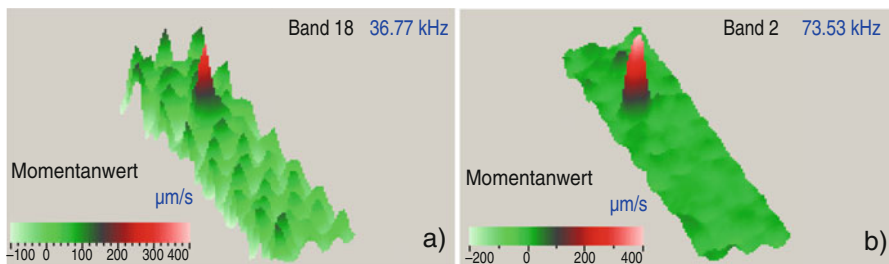 Band 18 36.77 kHz
Momentanwert
µm/s
−100 0 100 200 300 400
a)
Band 2 73.53 kHz
Momentanwert
µm/s
−200 0 200 400
b)